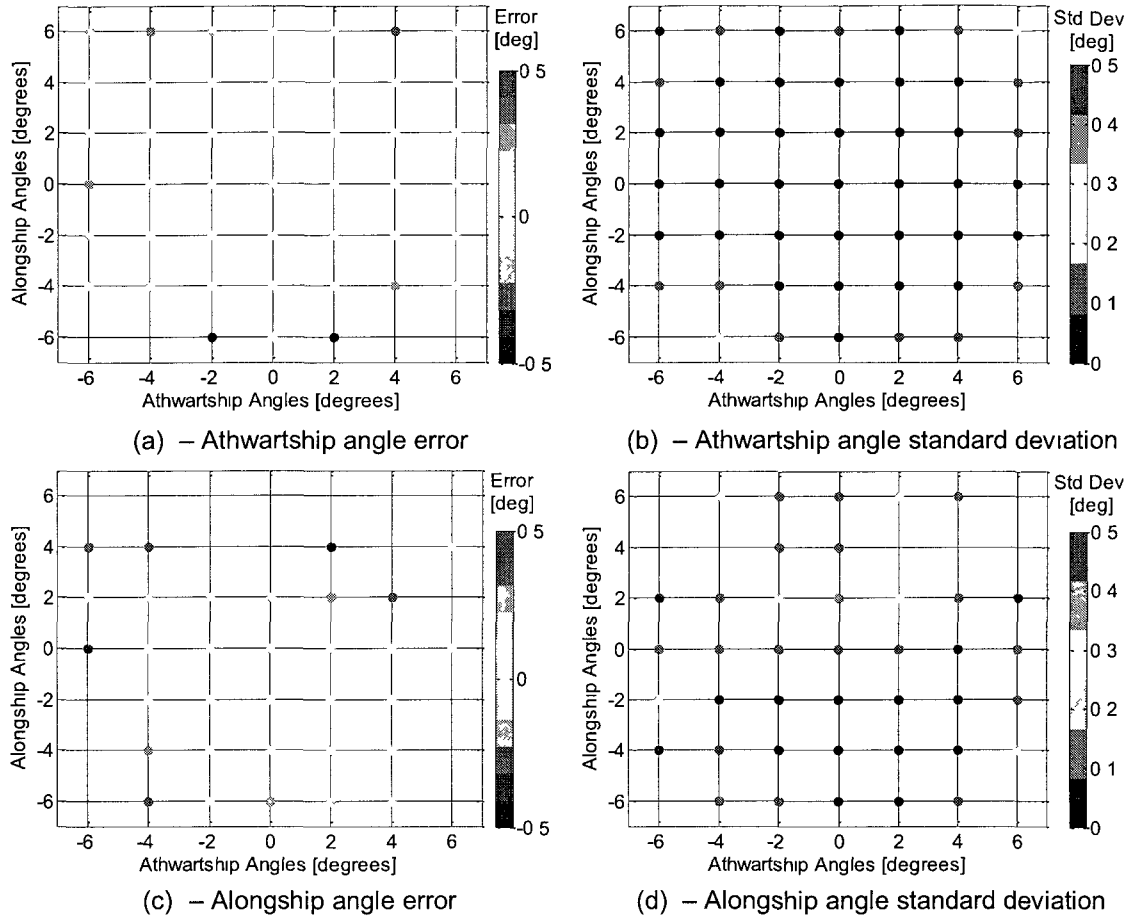 Error
[deg]
6
4
2
0
-2
-4
-6
Alongship Angles [degrees]
-6 -4 -2 0 2 4 6
Athwartship Angles [degrees]
0 5
0
-0 5
(a) – Athwartship angle error
Std Dev
[deg]
6
4
2
0
-2
-4
-6
Alongship Angles [degrees]
-6 -4 -2 0 2 4 6
Athwartship Angles [degrees]
0 5
0 4
0 3
0 2
0 1
0
(b) – Athwartship angle standard deviation
Error
[deg]
6
4
2
0
-2
-4
-6
Alongship Angles [degrees]
-6 -4 -2 0 2 4 6
Athwartship Angles [degrees]
0 5
0
-0 5
(c) – Alongship angle error
Std Dev
[deg]
6
4
2
0
-2
-4
-6
Alongship Angles [degrees]
-6 -4 -2 0 2 4 6
Athwartship Angles [degrees]
0 5
0 4
0 3
0 2
0 1
0
(d) – Alongship angle standard deviation